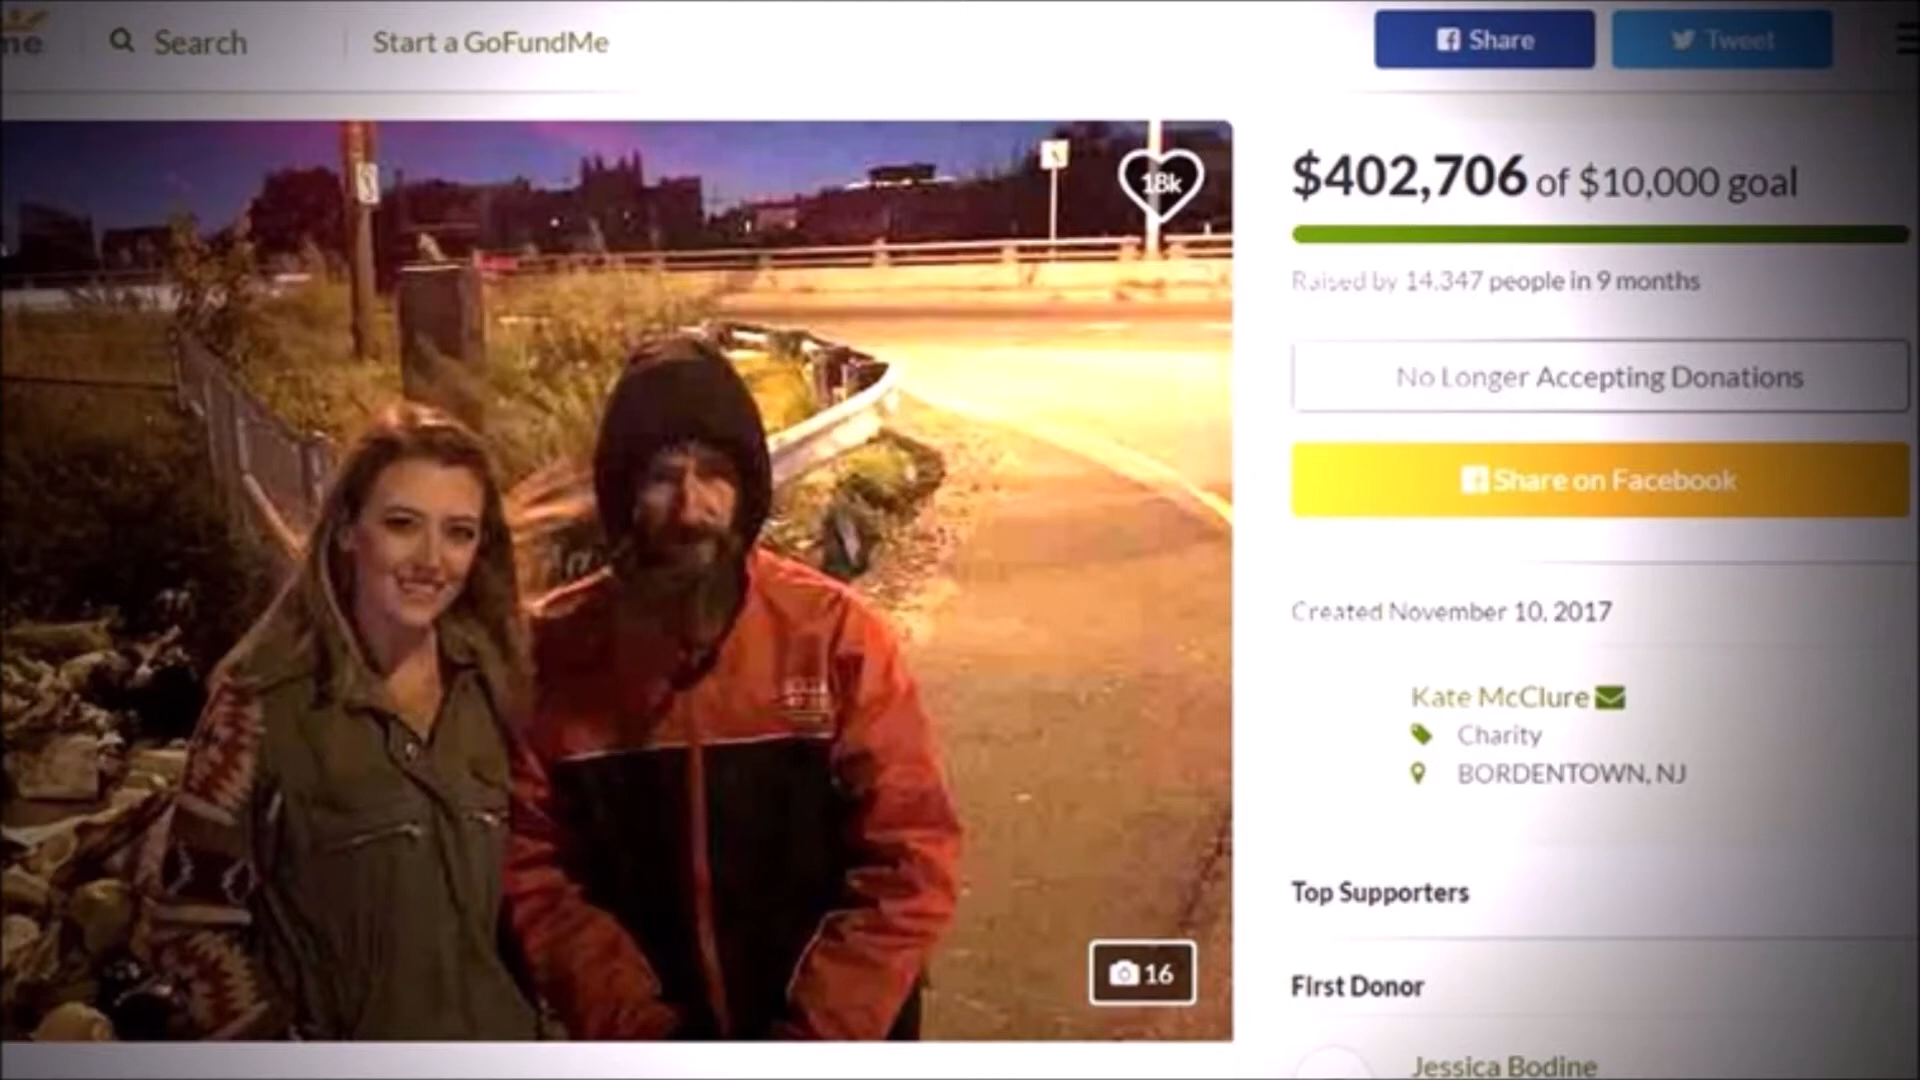 me
Search
Start a GoFundMe
Share
Tweet
18k
$402,706 of $10,000 goal
Raised by 14,347 people in 9 months
No Longer Accepting Donations
Share on Facebook
Created November 10, 2017
Kate McClure
Charity
BORDENTOWN, NJ
Top Supporters
16
First Donor
Jessica Bodine